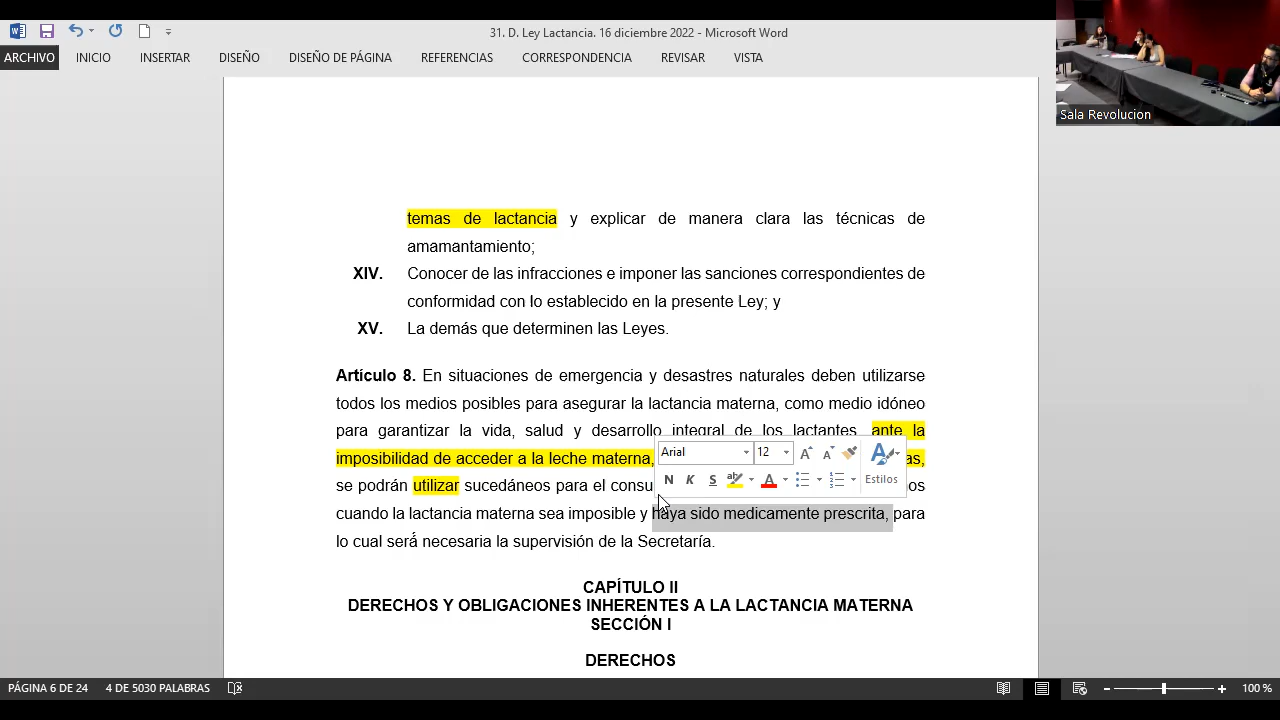 31. D. Ley Lactancia. 16 diciembre 2022 - Microsoft Word
ARCHIVO INICIO INSERTAR DISEÑO DISEÑO DE PÁGINA REFERENCIAS CORRESPONDENCIA REVISAR VISTA
Sala Revolucion
temas de lactancia y explicar de manera clara las técnicas de
amamantamiento;
XIV. Conocer de las infracciones e imponer las sanciones correspondientes de
conformidad con lo establecido en la presente Ley; y
XV. La demás que determinen las Leyes.
Artículo 8. En situaciones de emergencia y desastres naturales deben utilizarse
todos los medios posibles para asegurar la lactancia materna, como medio idóneo
para garantizar la vida, salud y desarrollo integral de los lactantes, ante la
imposibilidad de acceder a la leche materna,
se podrán utilizar sucedáneos para el
cuando la lactancia materna sea imposible y haya sido medicamente prescrita, para
lo cual será necesaria la supervisión de la Secretaría.
Arial 12 A A A
N K S ab A Estilos
CAPÍTULO II
DERECHOS Y OBLIGACIONES INHERENTES A LA LACTANCIA MATERNA
SECCIÓN I
DERECHOS
PÁGINA 6 DE 24 4 DE 5030 PALABRAS 100 %